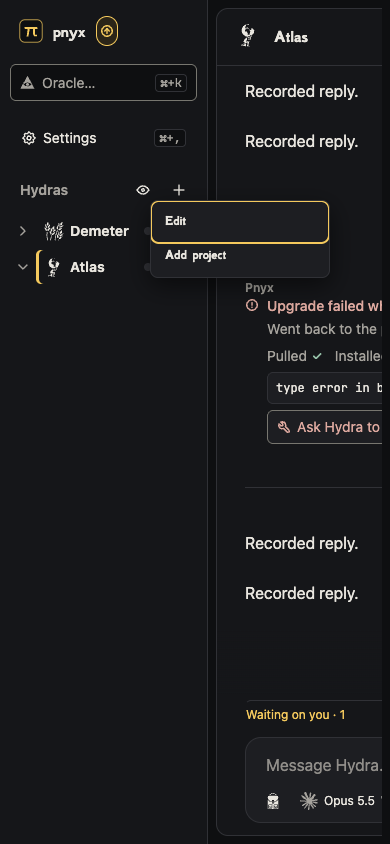 π pnyx
Oracle... ⌘+k
Settings ⌘+,
Hydras
Demeter
Atlas
Edit
Add project
Atlas
Recorded reply.
Recorded reply.
Pnyx
Upgrade failed
Went back to the
Pulled ✓ Installe
type error in b
Ask Hydra to
Recorded reply.
Recorded reply.
Waiting on you · 1
Message Hydra.
Opus 5.5